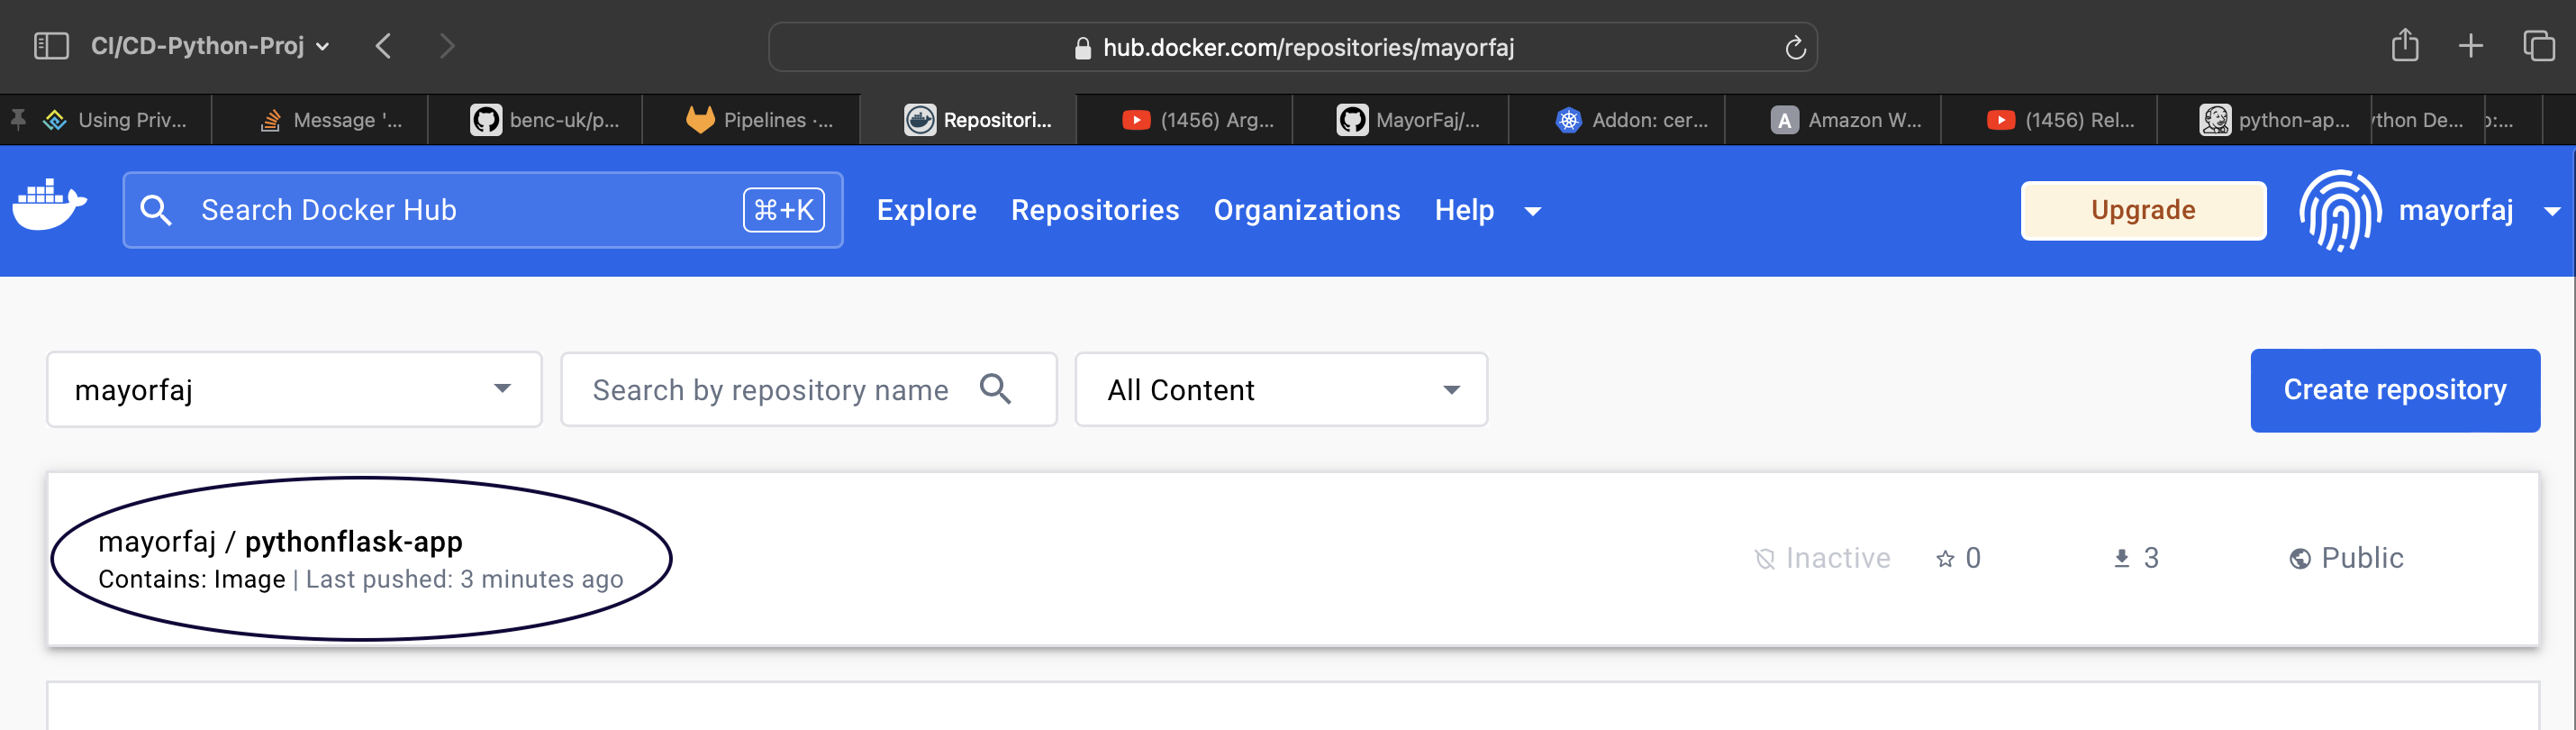 CI/CD-Python-Proj
hub.docker.com/repositories/mayorfaj
Using Priv...
Message '...
benc-uk/p...
Pipelines ·...
Repositori...
(1456) Arg...
MayorFaj/...
Addon: cer...
A Amazon W...
(1456) Rel...
python-ap...
ython De...
Search Docker Hub
⌘+K
Explore
Repositories
Organizations
Help
Upgrade
mayorfaj
mayorfaj
Search by repository name
All Content
Create repository
mayorfaj / pythonflask-app
Contains: Image | Last pushed: 3 minutes ago
Inactive
0
3
Public